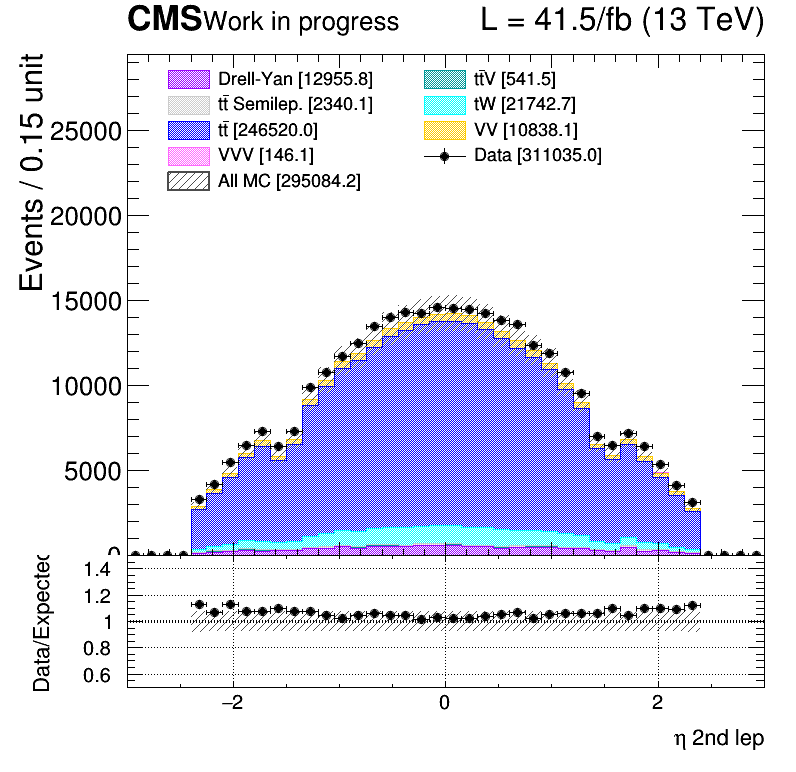 CMS Work in progress L = 41.5/fb (13 TeV)
Drell-Yan [12955.8] tt̄V [541.5]
tt̄ Semilep. [2340.1] tW [21742.7]
tt̄ [246520.0] VV [10838.1]
VVV [146.1] Data [311035.0]
All MC [295084.2]
Events / 0.15 unit
25000
20000
15000
10000
5000
0
Data/Expected
1.4
1.2
1
0.8
0.6
−2 0 2
η 2nd lep